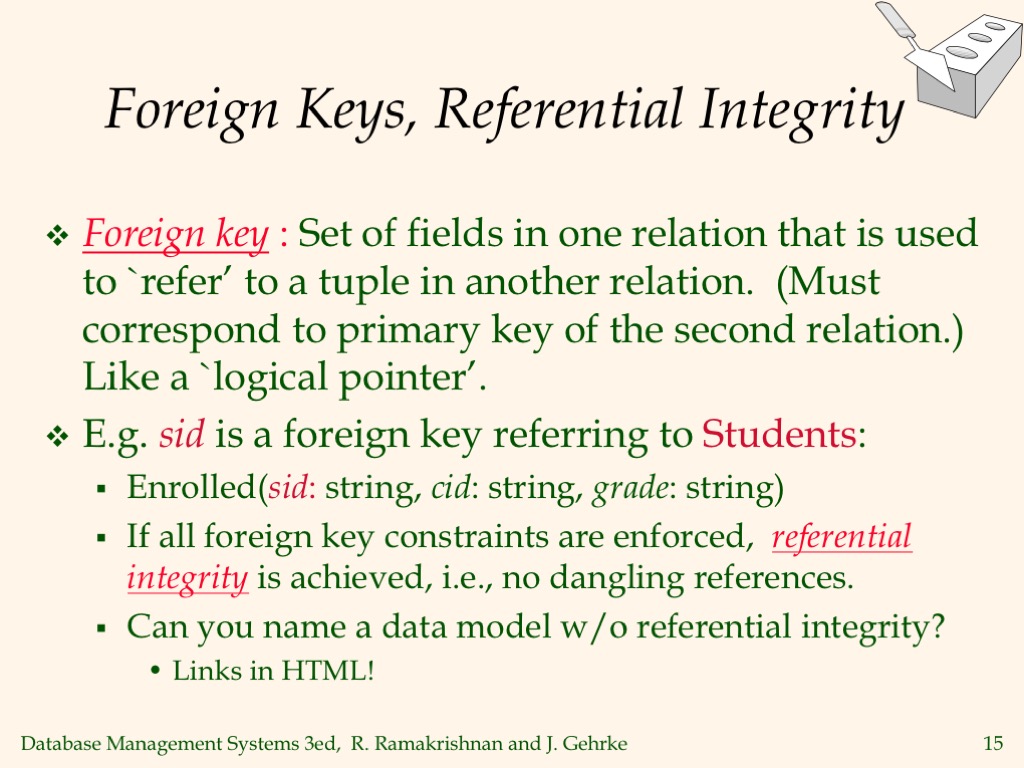 Foreign Keys, Referential Integrity
❖ Foreign key : Set of fields in one relation that is used
to `refer’ to a tuple in another relation.  (Must
correspond to primary key of the second relation.)
Like a `logical pointer’.
❖ E.g. sid is a foreign key referring to Students:
▪ Enrolled(sid: string, cid: string, grade: string)
▪ If all foreign key constraints are enforced,  referential
integrity is achieved, i.e., no dangling references.
▪ Can you name a data model w/o referential integrity?
• Links in HTML!
Database Management Systems 3ed,  R. Ramakrishnan and J. Gehrke
15